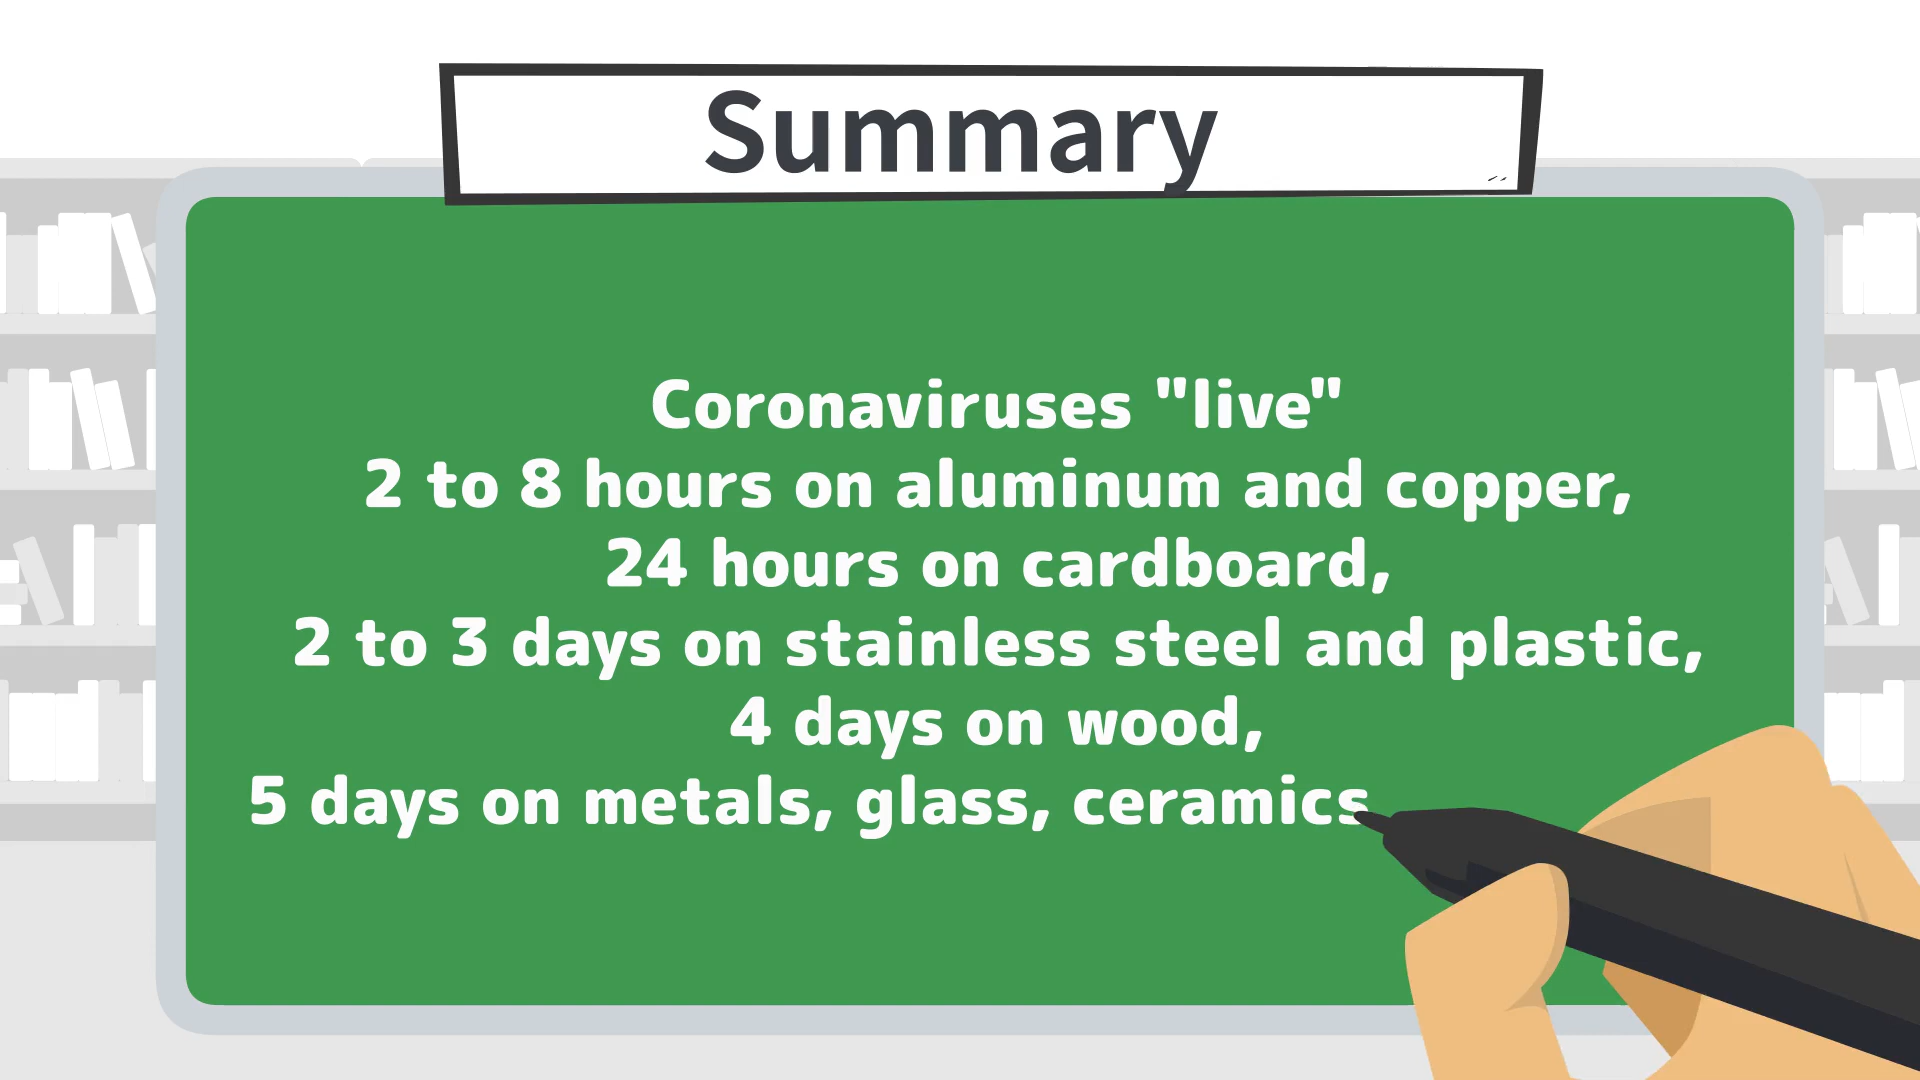 Summary
Coronaviruses "live"
2 to 8 hours on aluminum and copper,
24 hours on cardboard,
2 to 3 days on stainless steel and plastic,
4 days on wood,
5 days on metals, glass, ceramics